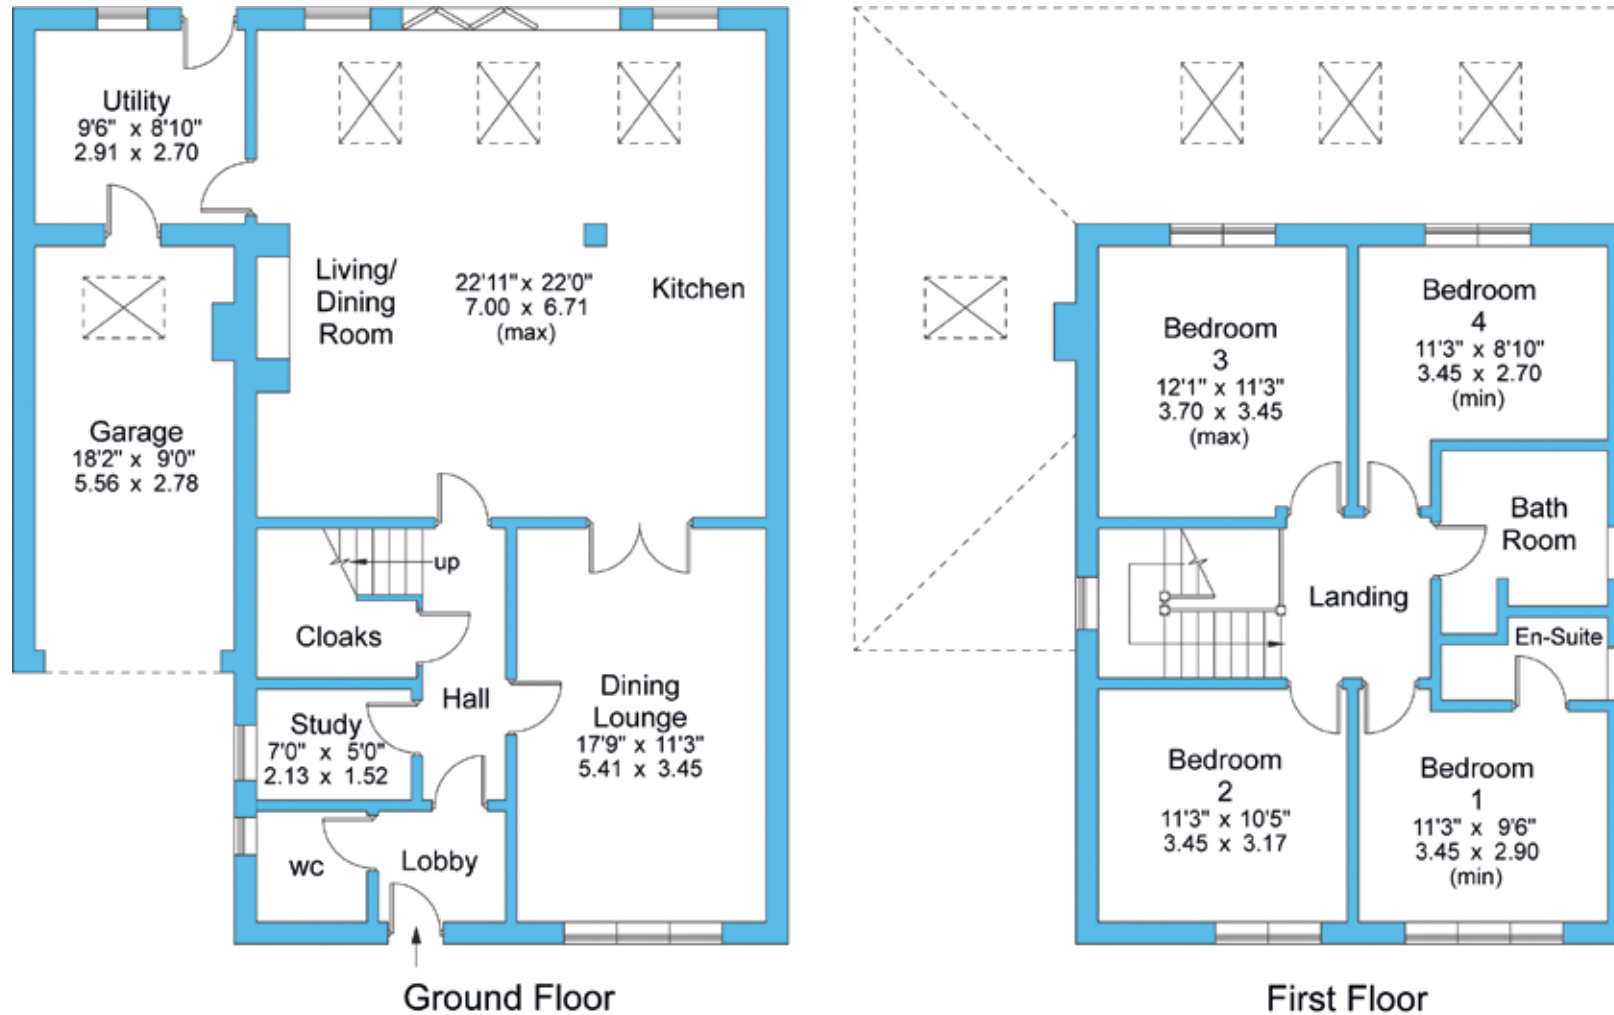 Utility
9'6" x 8'10"
2.91 x 2.70
Living/
Dining
Room
22'11" x 22'0"
7.00 x 6.71
(max)
Kitchen
Garage
18'2" x 9'0"
5.56 x 2.78
up
Cloaks
Hall
Study
7'0" x 5'0"
2.13 x 1.52
Dining
Lounge
17'9" x 11'3"
5.41 x 3.45
wc
Lobby
Ground Floor
Bedroom
3
12'1" x 11'3"
3.70 x 3.45
(max)
Bedroom
4
11'3" x 8'10"
3.45 x 2.70
(min)
Bath
Room
Landing
En-Suite
Bedroom
2
11'3" x 10'5"
3.45 x 3.17
Bedroom
1
11'3" x 9'6"
3.45 x 2.90
(min)
First Floor